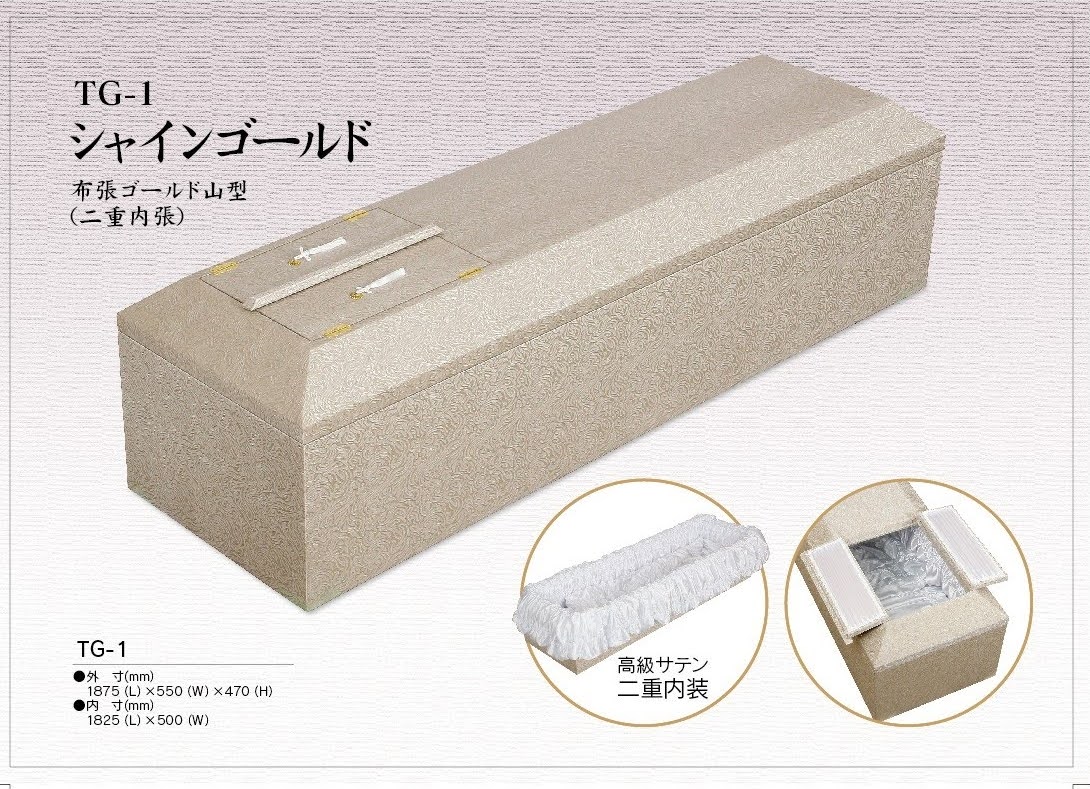 TG-1
シャインゴールド
布張ゴールド山型
(二重内張)
高級サテン
二重内装
TG-1
●外　寸(mm)
1875 (L) ×550 (W) ×470 (H)
●内　寸(mm)
1825 (L) ×500 (W)